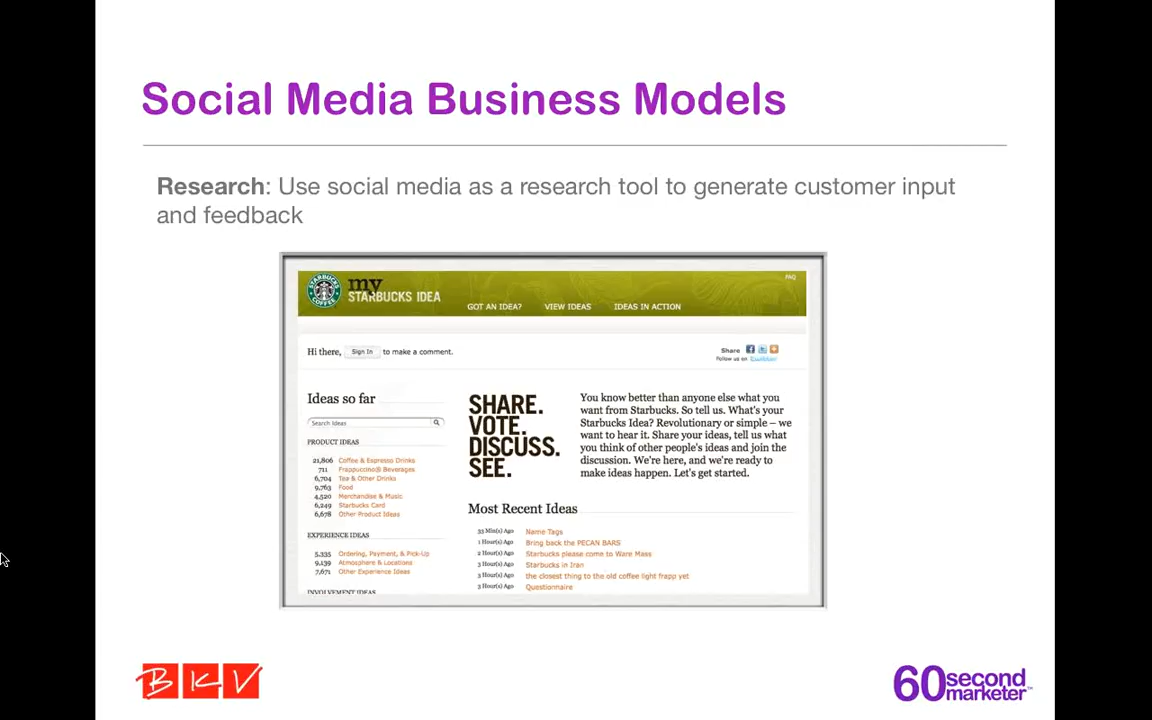 Social Media Business Models
Research: Use social media as a research tool to generate customer input
and feedback
STARBUCKS COFFEE
my
STARBUCKS IDEA
FAQ
GOT AN IDEA? VIEW IDEAS IDEAS IN ACTION
Hi there, Sign In to make a comment.
Share
Follow us on twitter
Ideas so far
Search Ideas
PRODUCT IDEAS
21,806 Coffee & Espresso Drinks
711 Frappuccino® Beverages
6,704 Tea & Other Drinks
9,763 Food
4,520 Merchandise & Music
6,249 Starbucks Card
6,678 Other Product Ideas
EXPERIENCE IDEAS
5,335 Ordering, Payment, & Pick-Up
9,139 Atmosphere & Locations
7,671 Other Experience Ideas
INVOLVEMENT IDEAS
SHARE.
VOTE.
DISCUSS.
SEE.
You know better than anyone else what you
want from Starbucks. So tell us. What's your
Starbucks Idea? Revolutionary or simple – we
want to hear it. Share your ideas, tell us what
you think of other people's ideas and join the
discussion. We're here, and we're ready to
make ideas happen. Let's get started.
Most Recent Ideas
33 Min(s) Ago Name Tags
1 Hour(s) Ago Bring back the PECAN BARS
2 Hour(s) Ago Starbucks please come to Ware Mass
3 Hour(s) Ago Starbucks in Iran
3 Hour(s) Ago the closest thing to the old coffee light frapp yet
3 Hour(s) Ago Questionnaire
BKV
60 second
marketer™